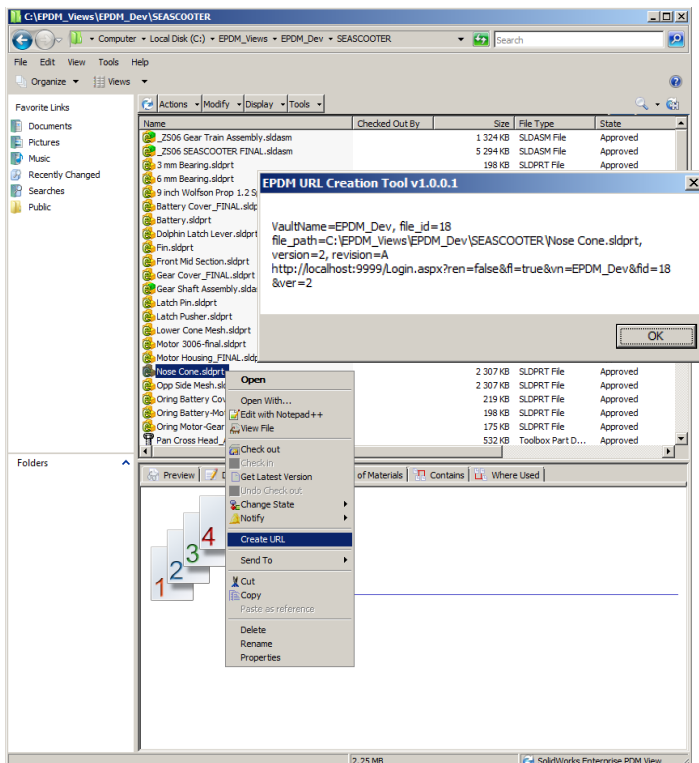 C:\EPDM_Views\EPDM_Dev\SEASCOOTER
Computer Local Disk (C:) EPDM_Views EPDM_Dev SEASCOOTER
Search
File Edit View Tools Help
Organize Views
Favorite Links
Documents
Pictures
Music
Recently Changed
Searches
Public
Folders
Actions Modify Display Tools
Name Checked Out By Size File Type State
_ZS06 Gear Train Assembly.sldasm 1 324 KB SLDASM File Approved
_ZS06 SEASCOOTER FINAL.sldasm 5 294 KB SLDASM File Approved
3 mm Bearing.sldprt 198 KB SLDPRT File Approved
6 mm Bearing.sldprt
9 inch Wolfson Prop 1.2 S
Battery Cover_FINAL.sldp
Battery.sldprt
Dolphin Latch Lever.sldprt
Fin.sldprt
Front Mid Section.sldprt
Gear Cover_FINAL.sldprt
Gear Shaft Assembly.slda
Latch Pin.sldprt
Latch Pusher.sldprt
Lower Cone Mesh.sldprt
Motor 3006-final.sldprt
Motor Housing_FINAL.sldp
Nose Cone.sldprt 2 307 KB SLDPRT File Approved
Opp Side Mesh.sl 2 307 KB SLDPRT File Approved
Oring Battery Cov 219 KB SLDPRT File Approved
Oring Battery-Mo 198 KB SLDPRT File Approved
Oring Motor-Gear 175 KB SLDPRT File Approved
Pan Cross Head_ 532 KB Toolbox Part D... Approved
EPDM URL Creation Tool v1.0.0.1
VaultName=EPDM_Dev, file_id=18
file_path=C:\EPDM_Views\EPDM_Dev\SEASCOOTER\Nose Cone.sldprt,
version=2, revision=A
http://localhost:9999/Login.aspx?ren=false&fl=true&vn=EPDM_Dev&fid=18
&ver=2
OK
Open
Open With...
Edit with Notepad++
View File
Check out
Check in
Get Latest Version
Undo Check out
Change State
Notify
Create URL
Send To
Cut
Copy
Paste as reference
Delete
Rename
Properties
Preview D of Materials Contains Where Used
1 2 3 4
2,25 MB SolidWorks Enterprise PDM View